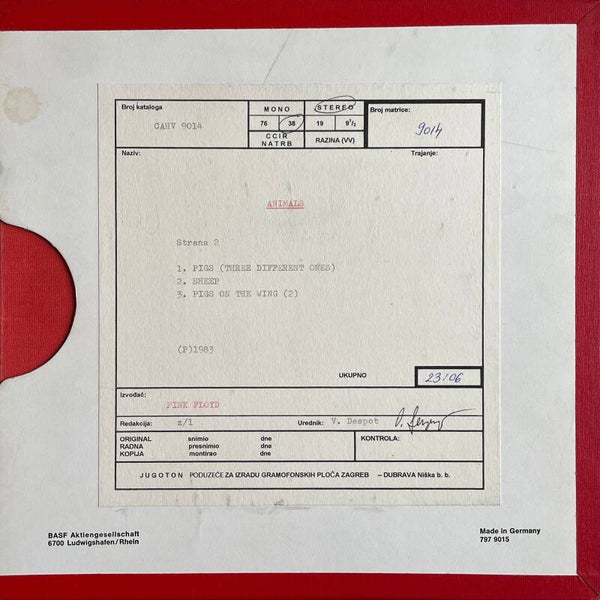 Broj kataloga
CAHV 9014
MONO
STEREO
76 38 19 9½
CCIR
NATRB
RAZINA (VV)
Broj matrice:
9014
Naziv:
Trajanje:
ANIMALS
Strana 2
1. PIGS (THREE DIFFERENT ONES)
2. SHEEP
3. PIGS ON THE WING (2)
(P)1983
UKUPNO
23:06
Izvođač:
PINK FLOYD
Redakcija: z/1
Urednik: V. Despot
ORIGINAL snimio dne
RADNA presnimio dne
KOPIJA montirao dne
KONTROLA:
JUGOTON PODUZEĆE ZA IZRADU GRAMOFONSKIH PLOČA ZAGREB – DUBRAVA Niška b. b.
BASF Aktiengesellschaft
6700 Ludwigshafen/Rhein
Made in Germany
797 9015